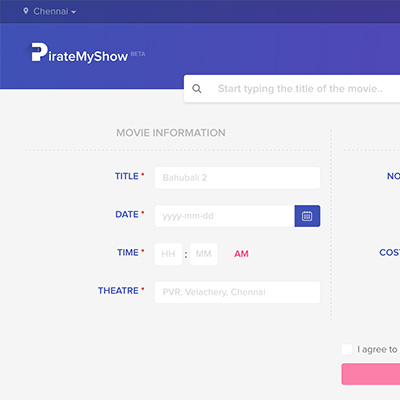 Chennai
PirateMyShow BETA
Start typing the title of the movie..
MOVIE INFORMATION
TITLE * Bahubali 2
DATE * yyyy-mm-dd
TIME * HH : MM AM
THEATRE * PVR, Velachery, Chennai
NO
COST
I agree to